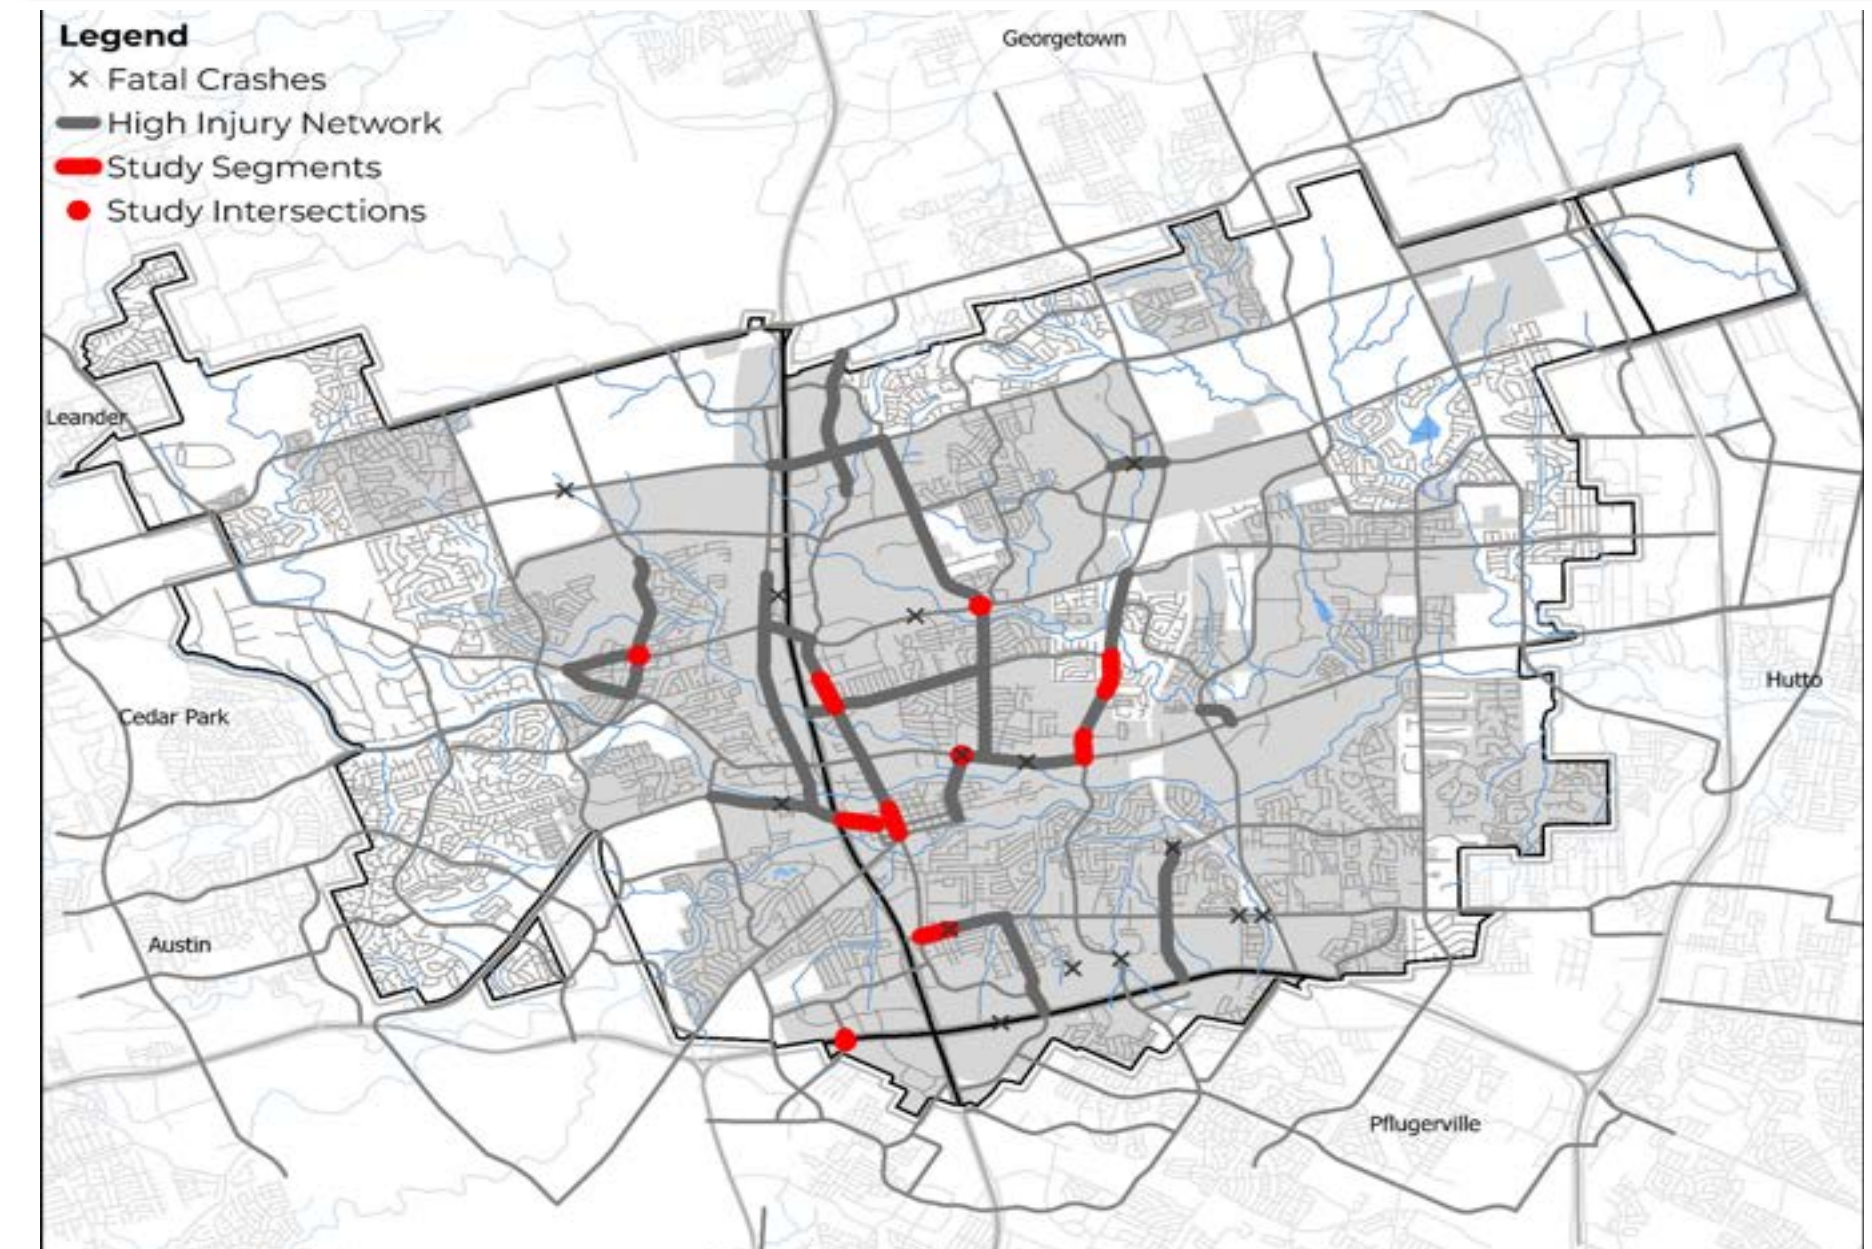 Legend
Fatal Crashes
High Injury Network
Study Segments
Study Intersections
Georgetown
Leander
Hutto
Cedar Park
Austin
Pflugerville